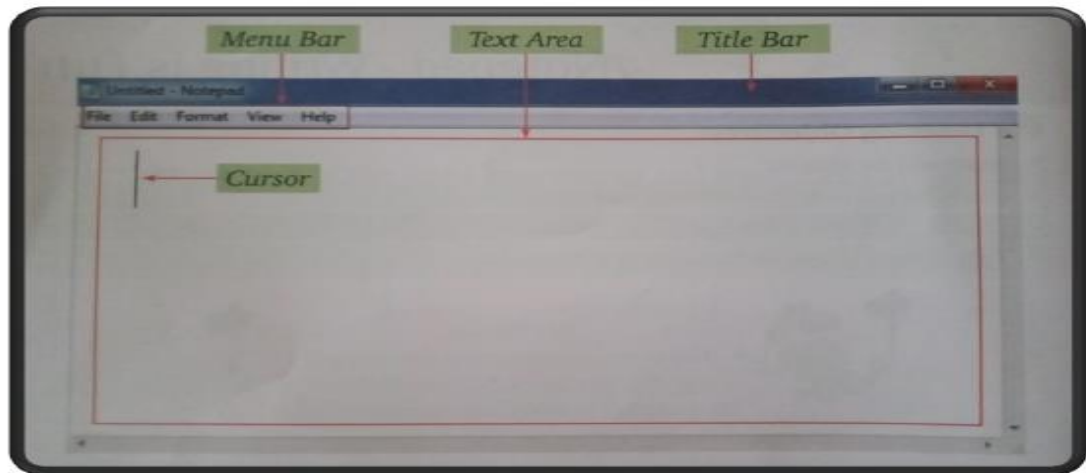 Menu Bar Text Area Title Bar
Untitled - Notepad
File Edit Format View Help
Cursor